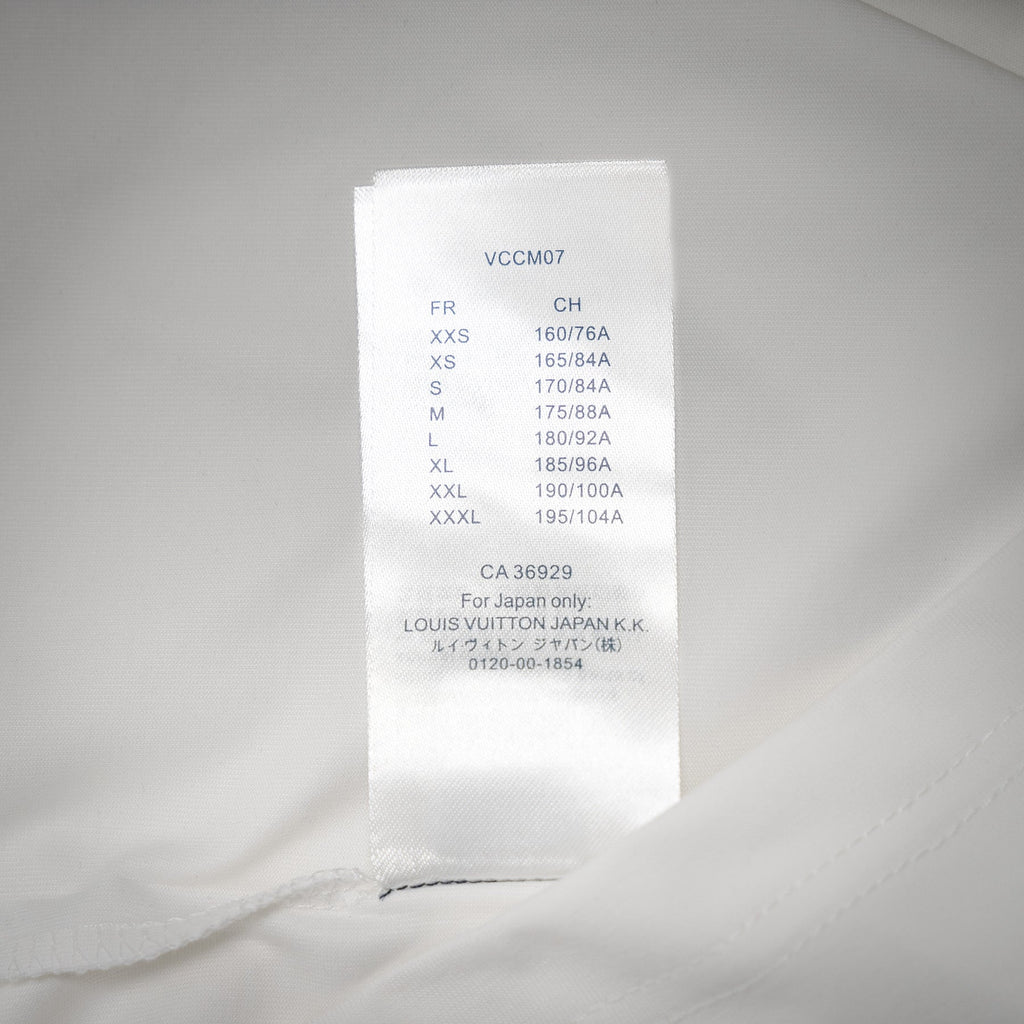 VCCM07
FR CH
XXS 160/76A
XS 165/84A
S 170/84A
M 175/88A
L 180/92A
XL 185/96A
XXL 190/100A
XXXL 195/104A
CA 36929
For Japan only:
LOUIS VUITTON JAPAN K.K.
ルイ ヴィトン ジャパン(株)
0120-00-1854